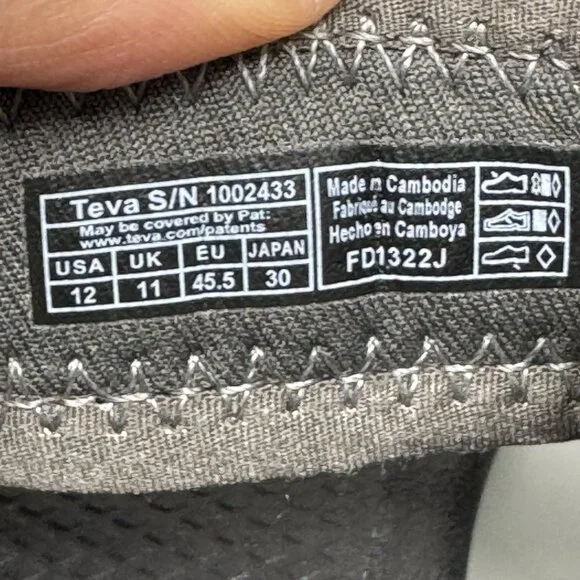 Teva S/N 1002433
May be covered by Pat:
www.teva.com/patents
USA UK EU JAPAN
12 11 45.5 30
Made in Cambodia
Fabriqué au Cambodge
Hecho en Camboya
FD1322J